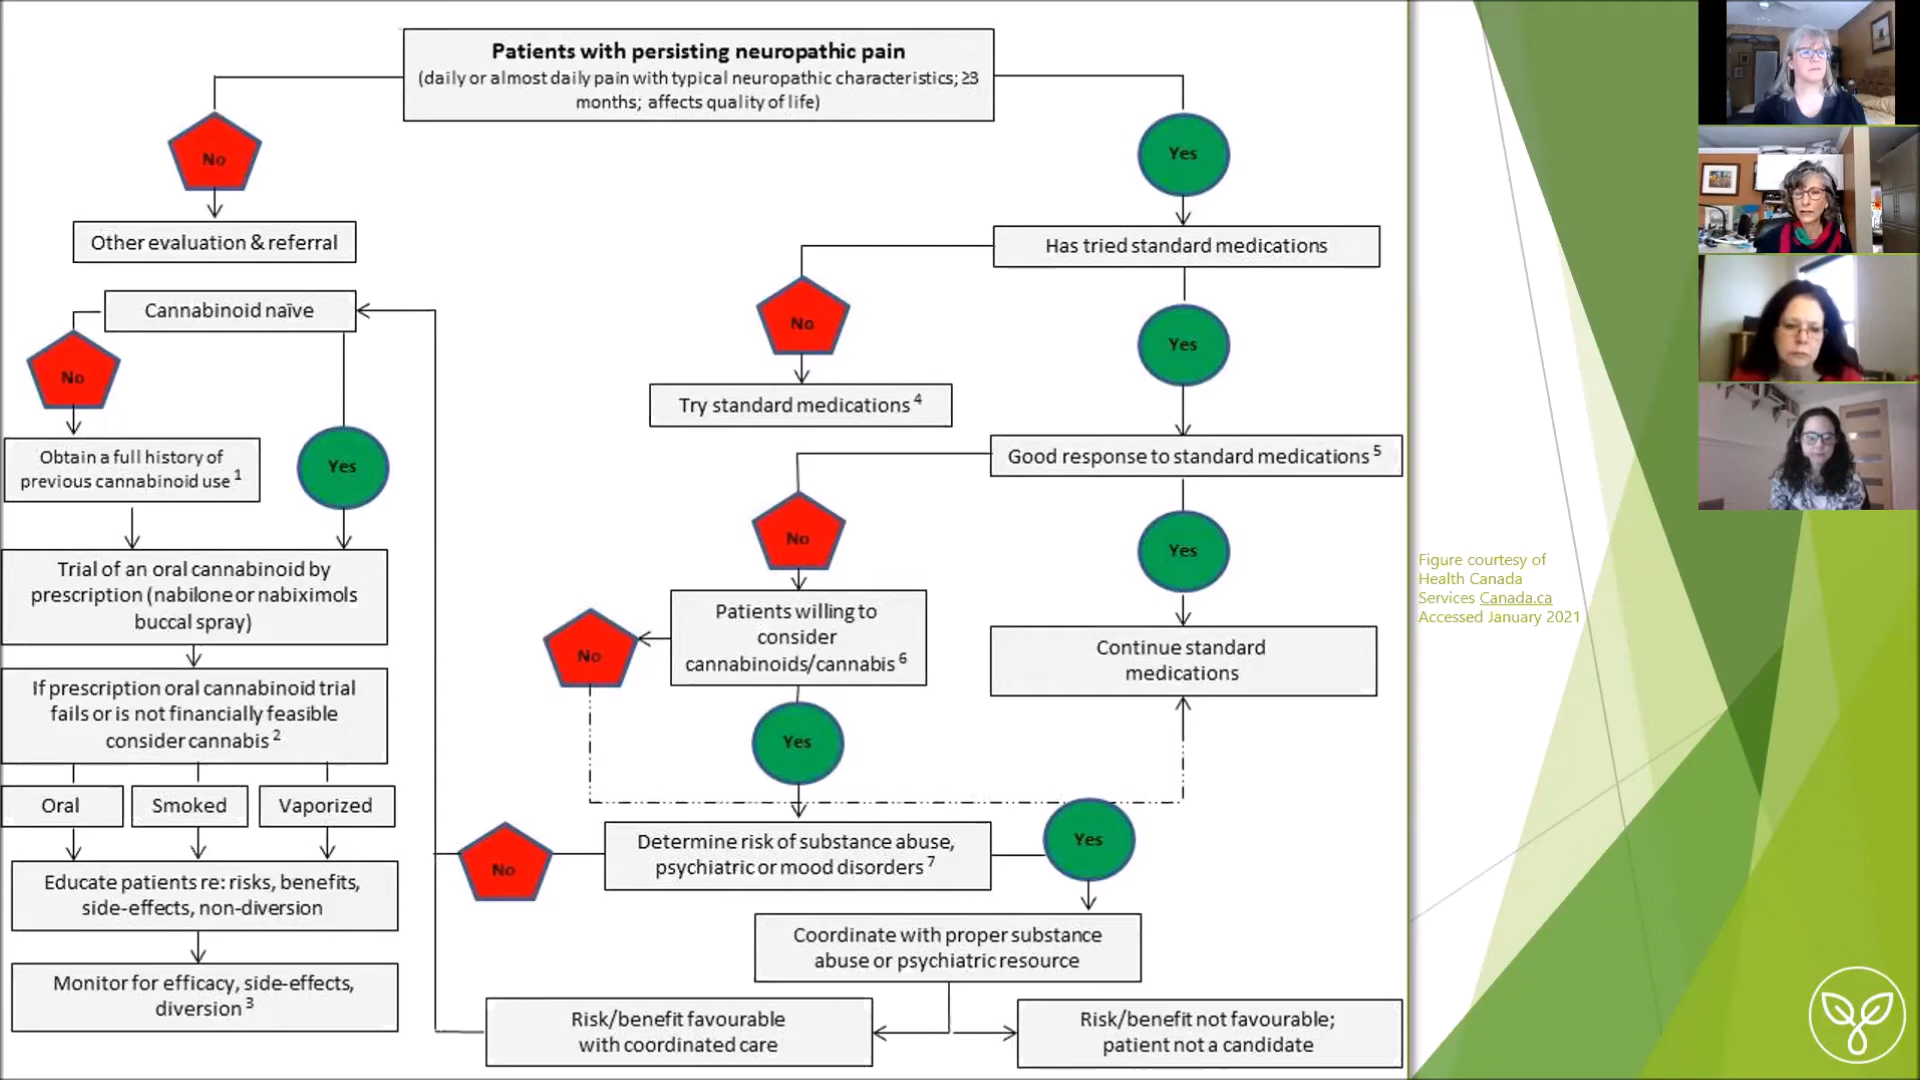 Patients with persisting neuropathic pain
(daily or almost daily pain with typical neuropathic characteristics; ≥3
months; affects quality of life)
No
Yes
Other evaluation & referral
Has tried standard medications
Cannabinoid naïve
No
Yes
No
Try standard medications 4
Obtain a full history of
previous cannabinoid use 1
Yes
Good response to standard medications 5
No
Yes
Trial of an oral cannabinoid by
prescription (nabilone or nabiximols
buccal spray)
Patients willing to
consider
cannabinoids/cannabis 6
No
Continue standard
medications
If prescription oral cannabinoid trial
fails or is not financially feasible
consider cannabis 2
Yes
Oral
Smoked
Vaporized
Determine risk of substance abuse,
psychiatric or mood disorders 7
No
Yes
Educate patients re: risks, benefits,
side-effects, non-diversion
Coordinate with proper substance
abuse or psychiatric resource
Monitor for efficacy, side-effects,
diversion 3
Risk/benefit favourable
with coordinated care
Risk/benefit not favourable;
patient not a candidate
Figure courtesy of
Health Canada
Services Canada.ca
Accessed January 2021